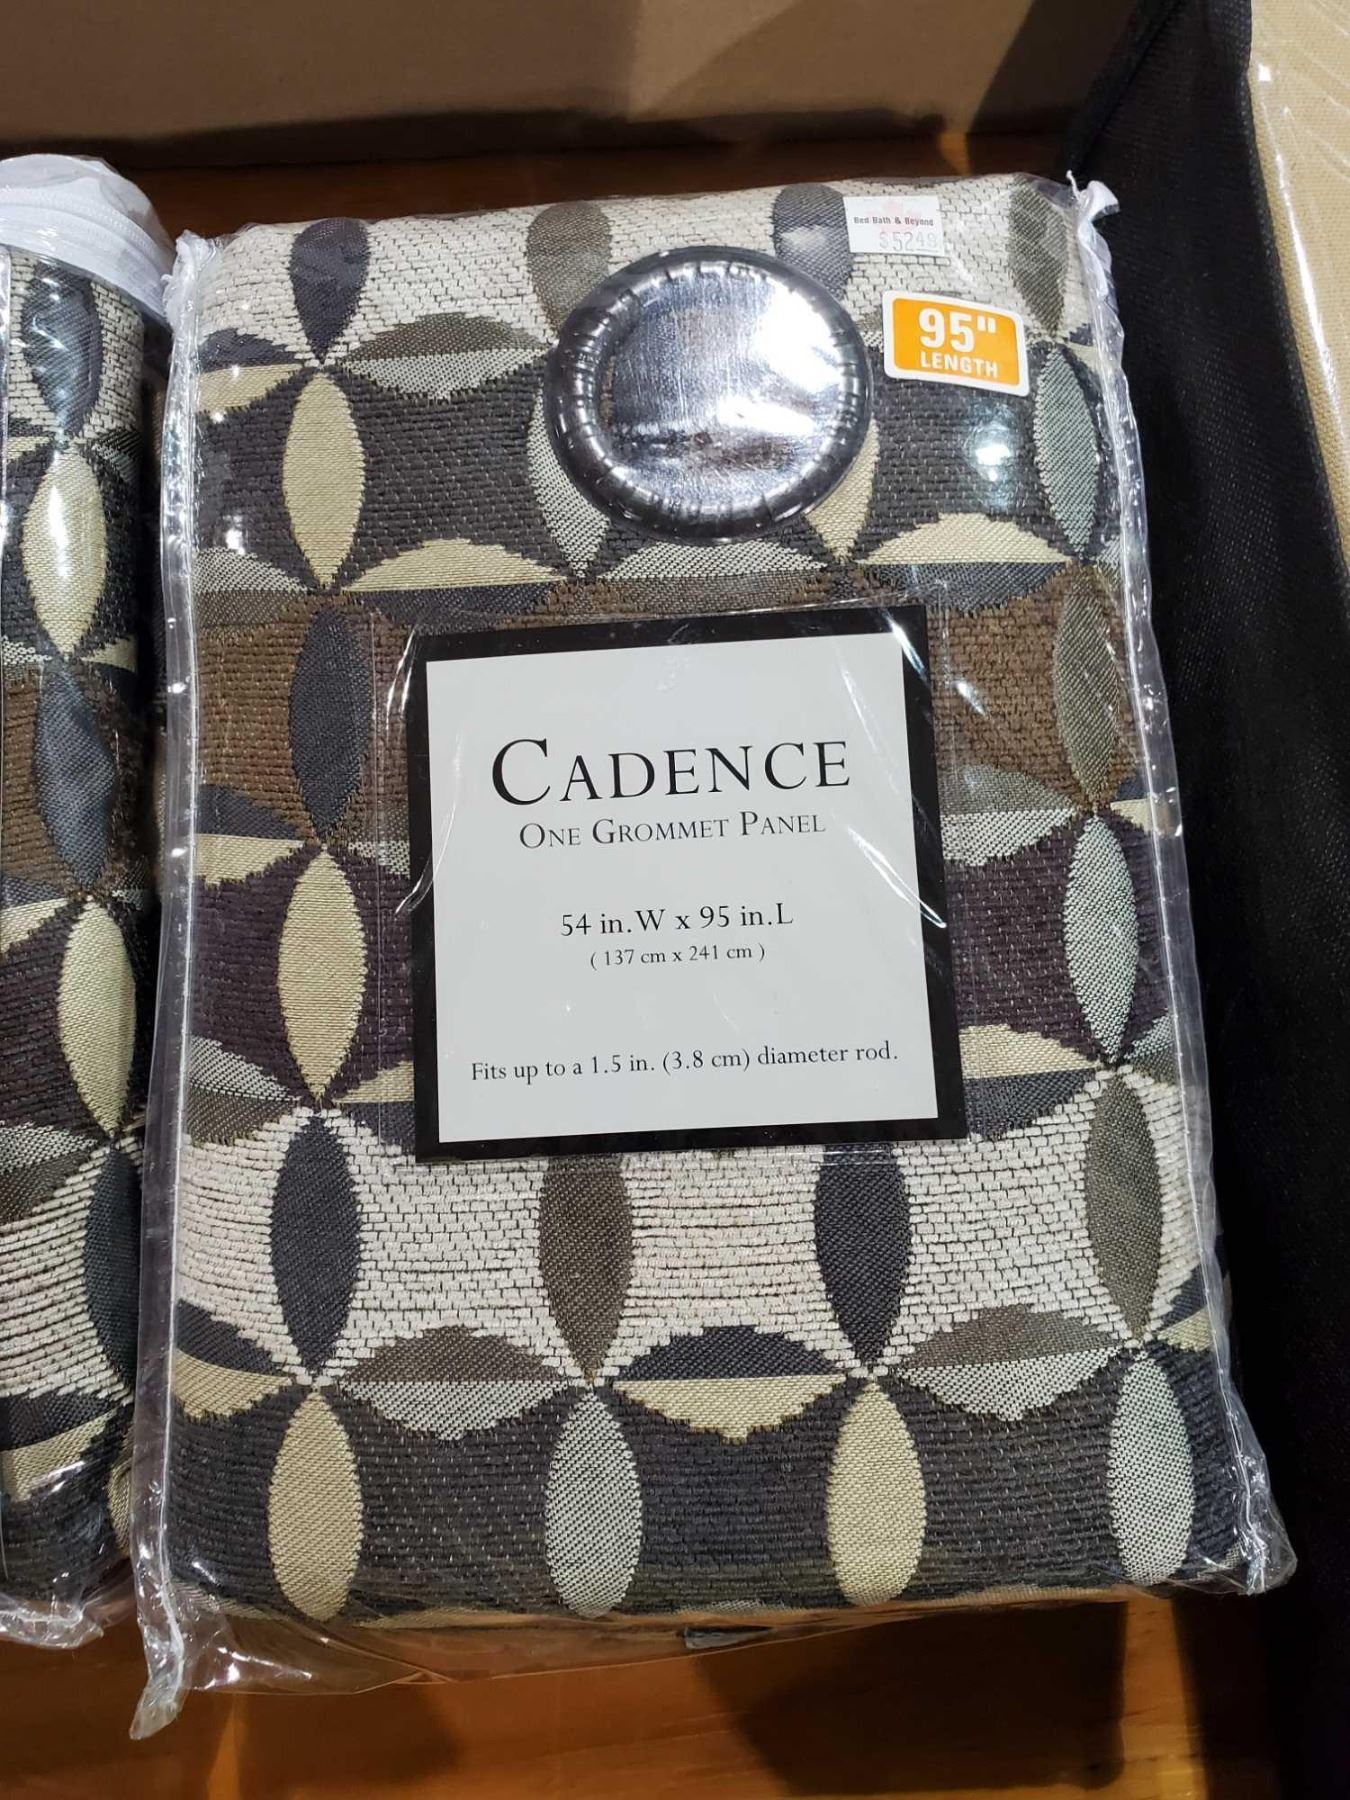 Bed Bath & Beyond
$52.49
95"
LENGTH
CADENCE
ONE GROMMET PANEL
54 in.W x 95 in.L
( 137 cm x 241 cm )
Fits up to a 1.5 in. (3.8 cm) diameter rod.